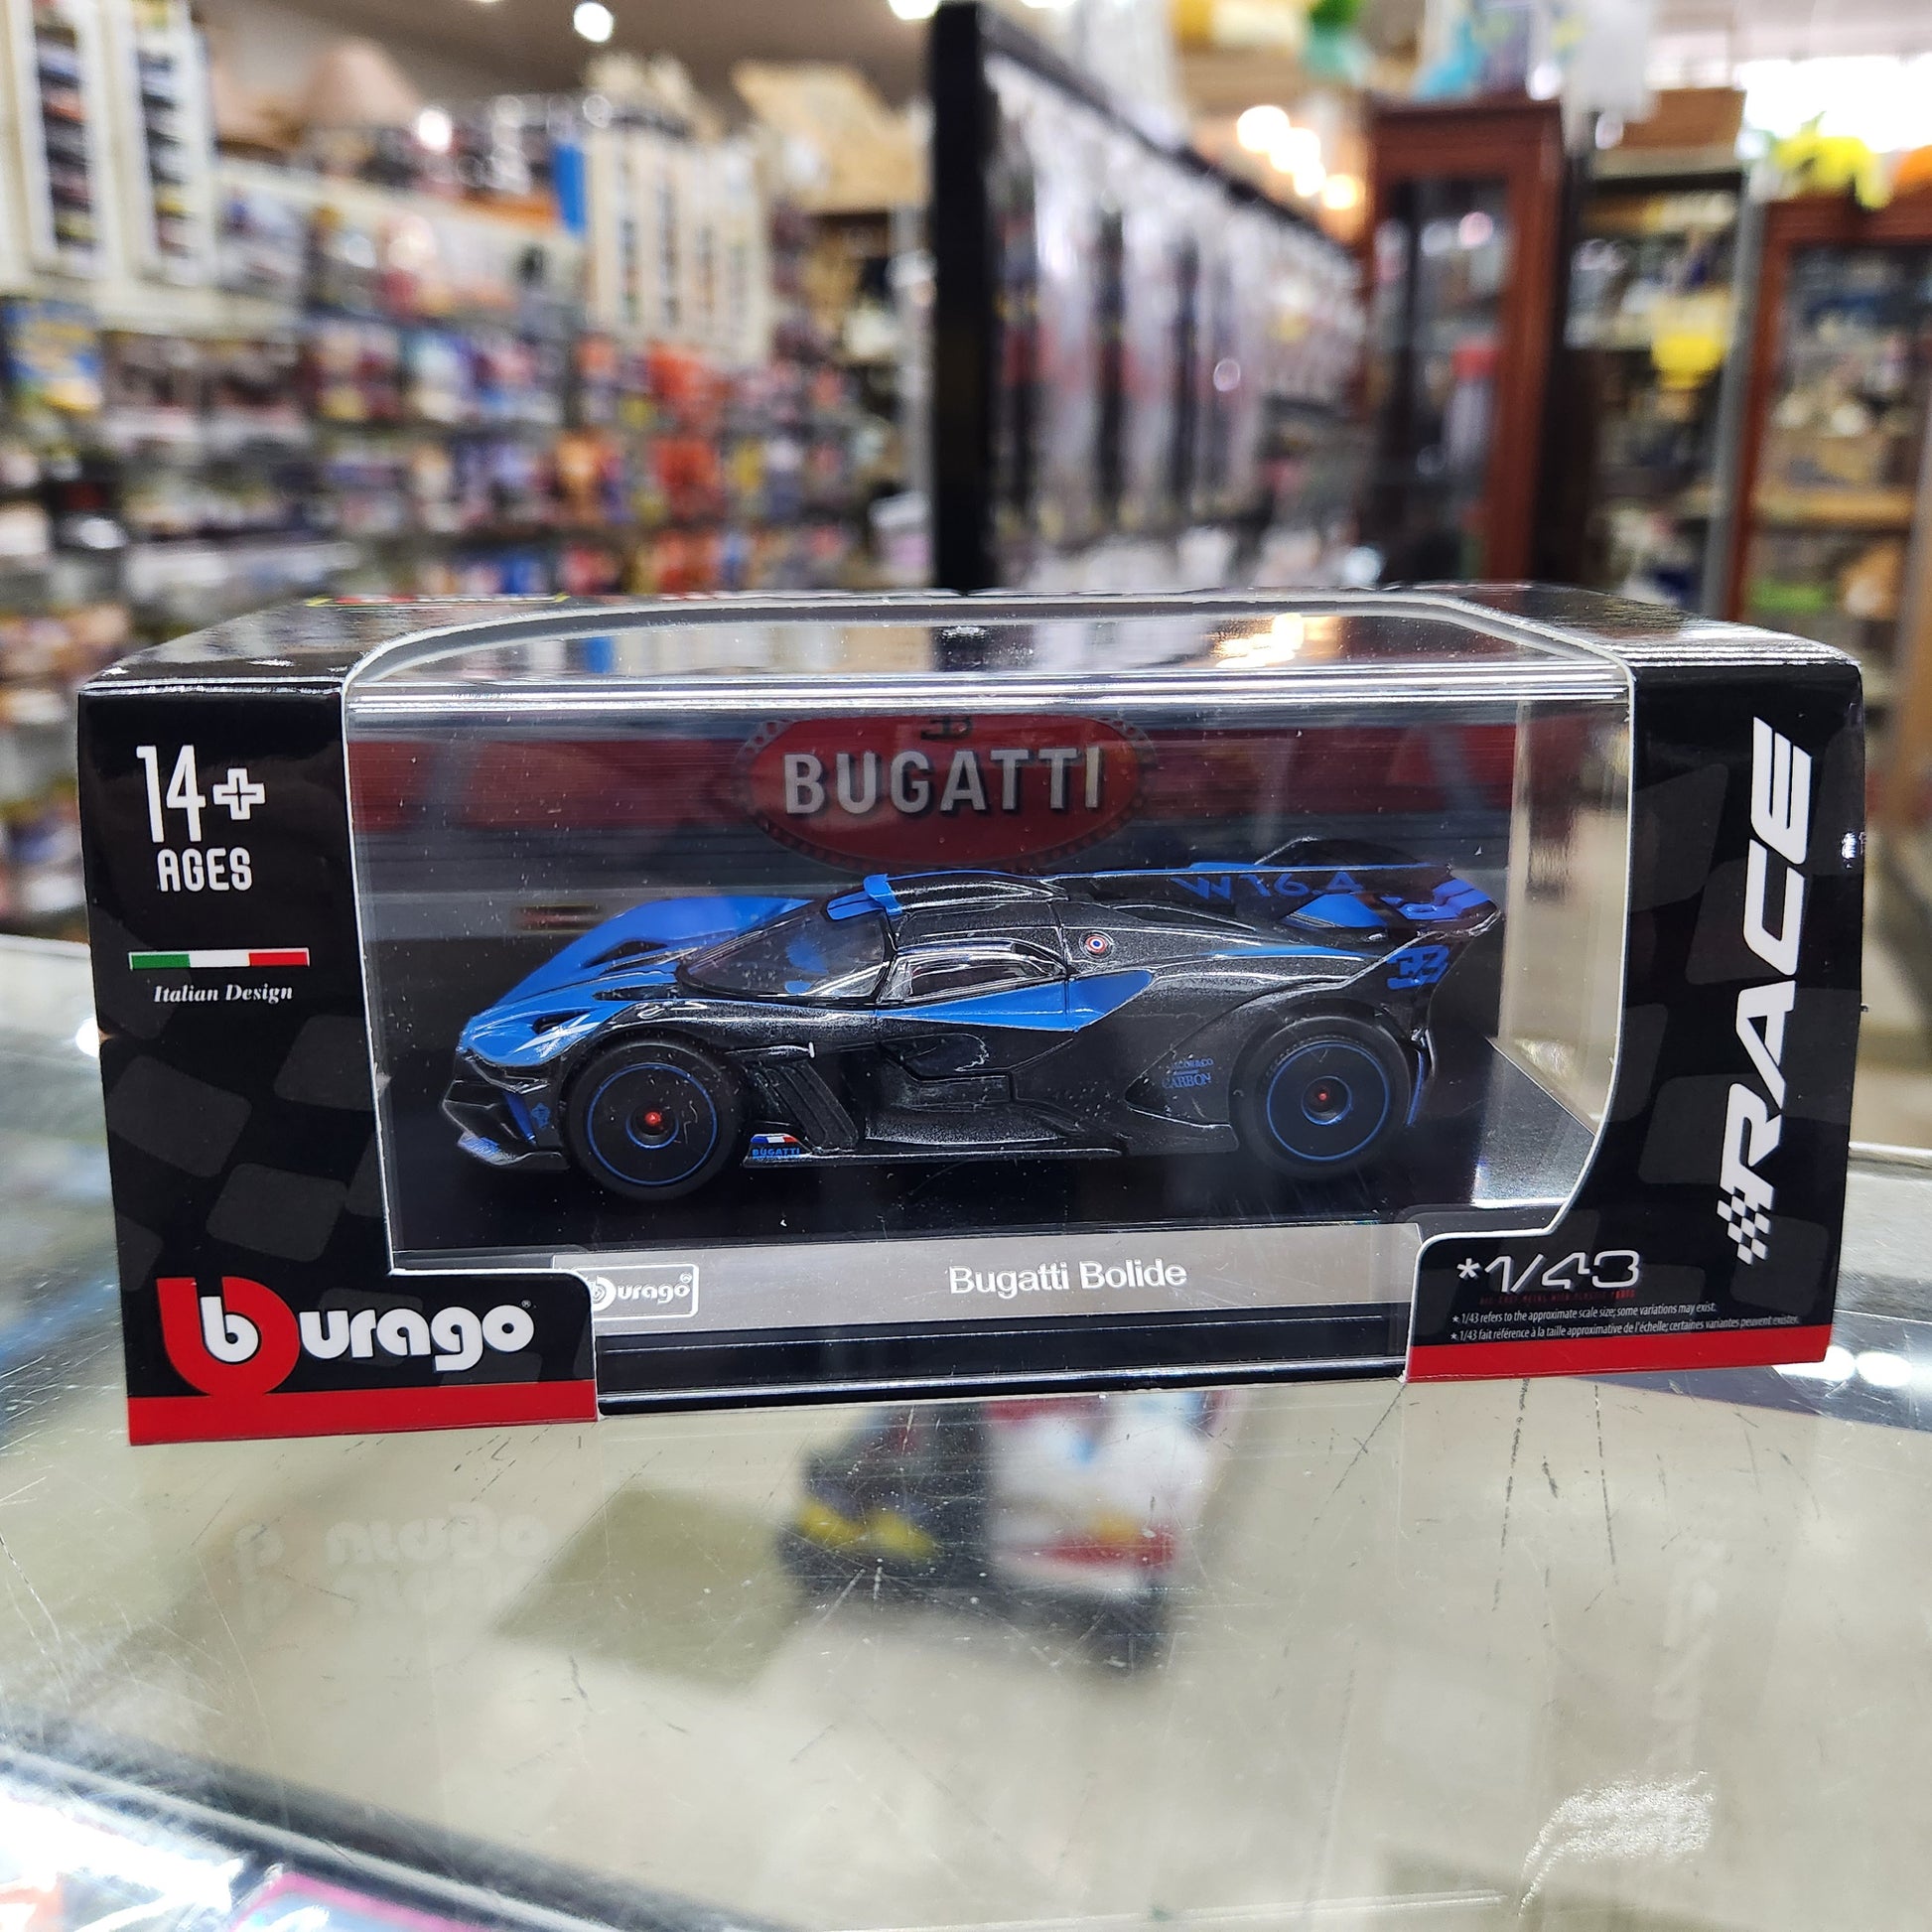 BUGATTI
14+
AGES
Italian Design
RACE
W16.4
CARBON
BUGATTI
burago
burago
Bugatti Bolide
*1/43
* 1/43 refers to the approximate scale size; some variations may exist.
* 1/43 fait référence à la taille approximative de l'échelle; certaines variantes peuvent exister.